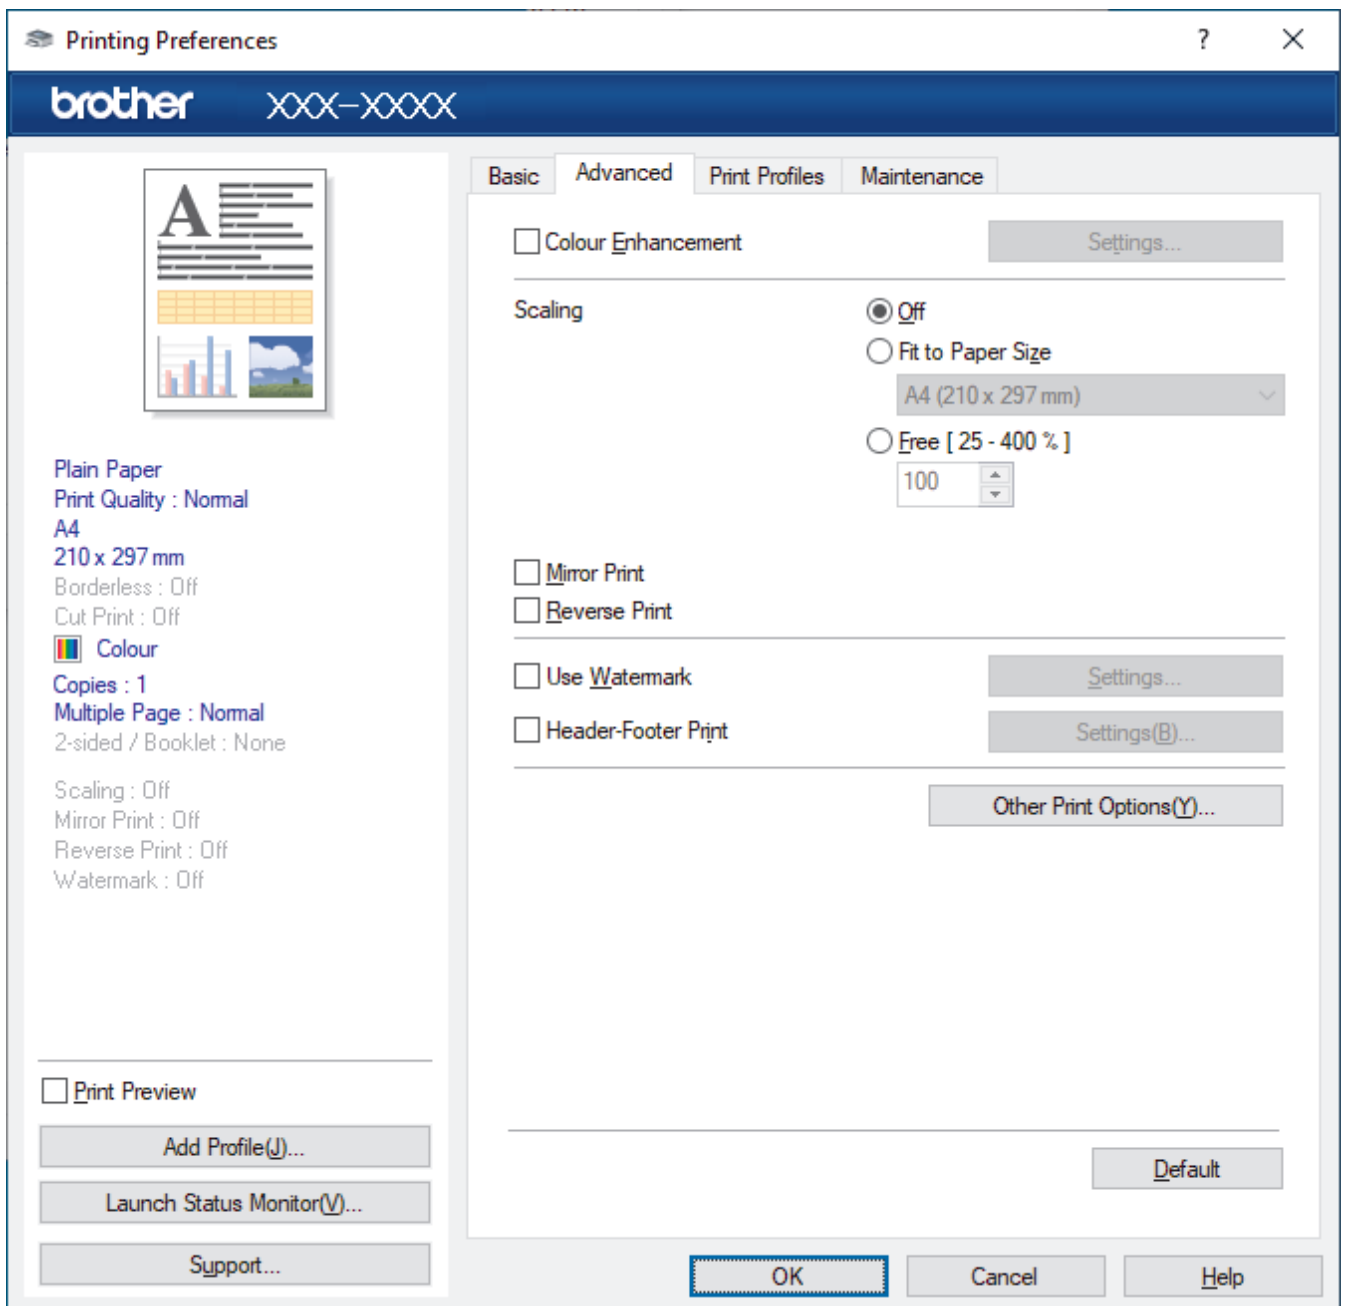 Printing Preferences
?
brother XXX-XXXX
A
Plain Paper
Print Quality : Normal
A4
210 x 297 mm
Borderless : Off
Cut Print : Off
Colour
Copies : 1
Multiple Page : Normal
2-sided / Booklet : None
Scaling : Off
Mirror Print : Off
Reverse Print : Off
Watermark : Off
Print Preview
Add Profile(J)...
Launch Status Monitor(V)...
Support...
Basic Advanced Print Profiles Maintenance
Colour Enhancement Settings...
Scaling Off
Fit to Paper Size
A4 (210 x 297 mm)
Free [ 25 - 400 % ]
100
Mirror Print
Reverse Print
Use Watermark Settings...
Header-Footer Print Settings(B)...
Other Print Options(Y)...
Default
OK Cancel Help